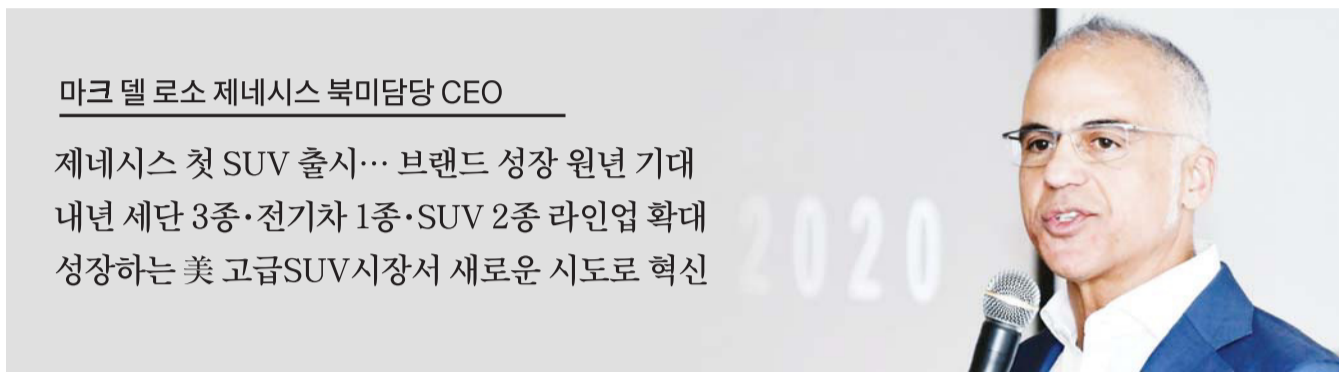 마크 델 로소 제네시스 북미담당 CEO
제네시스 첫 SUV 출시… 브랜드 성장 원년 기대
내년 세단 3종·전기차 1종·SUV 2종 라인업 확대
성장하는 美 고급SUV시장서 새로운 시도로 혁신
2020